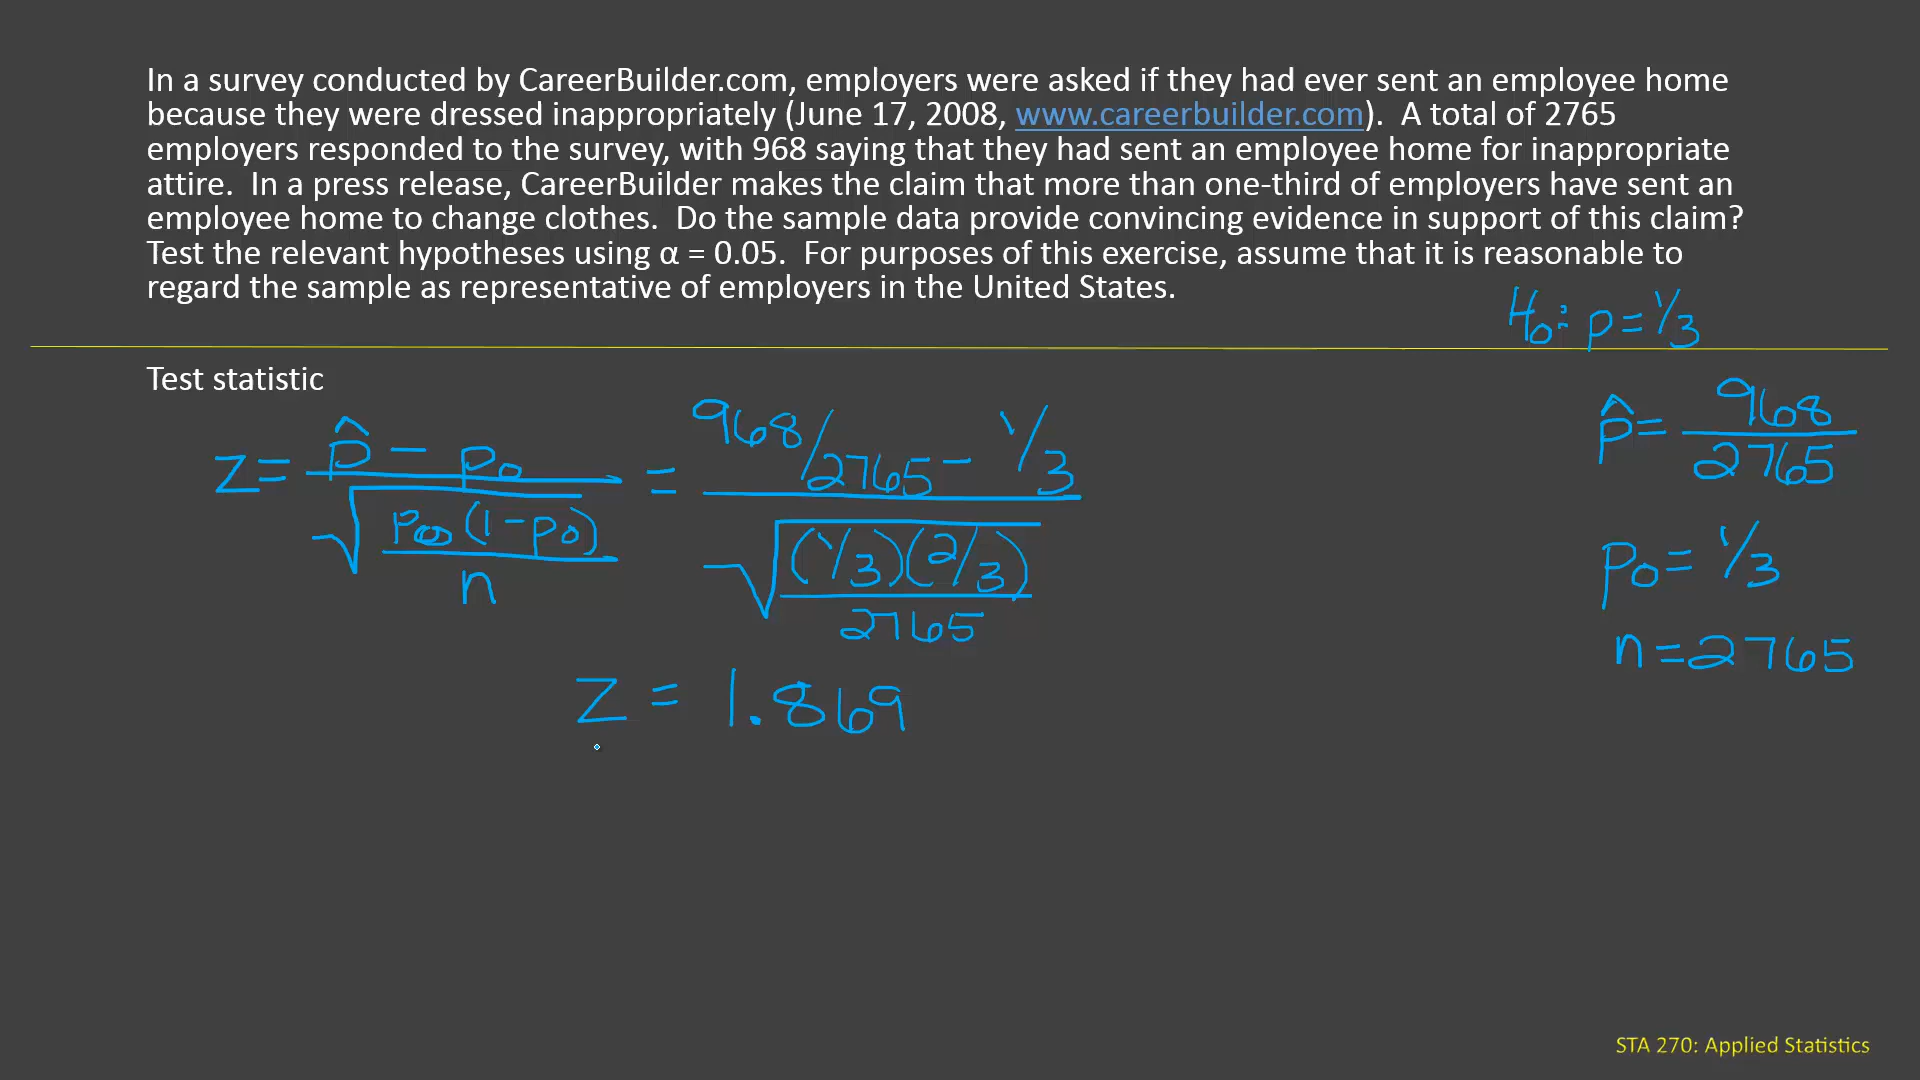 In a survey conducted by CareerBuilder.com, employers were asked if they had ever sent an employee home
because they were dressed inappropriately (June 17, 2008, www.careerbuilder.com).  A total of 2765
employers responded to the survey, with 968 saying that they had sent an employee home for inappropriate
attire.  In a press release, CareerBuilder makes the claim that more than one-third of employers have sent an
employee home to change clothes.  Do the sample data provide convincing evidence in support of this claim?
Test the relevant hypotheses using α = 0.05.  For purposes of this exercise, assume that it is reasonable to
regard the sample as representative of employers in the United States.
H₀: p = 1/3
Test statistic
z = (p̂ − p₀) / √(p₀(1−p₀) / n) = (968/2765 − 1/3) / √((1/3)(2/3) / 2765)
z = 1.869
p̂ = 968/2765
p₀ = 1/3
n = 2765
STA 270: Applied Statistics